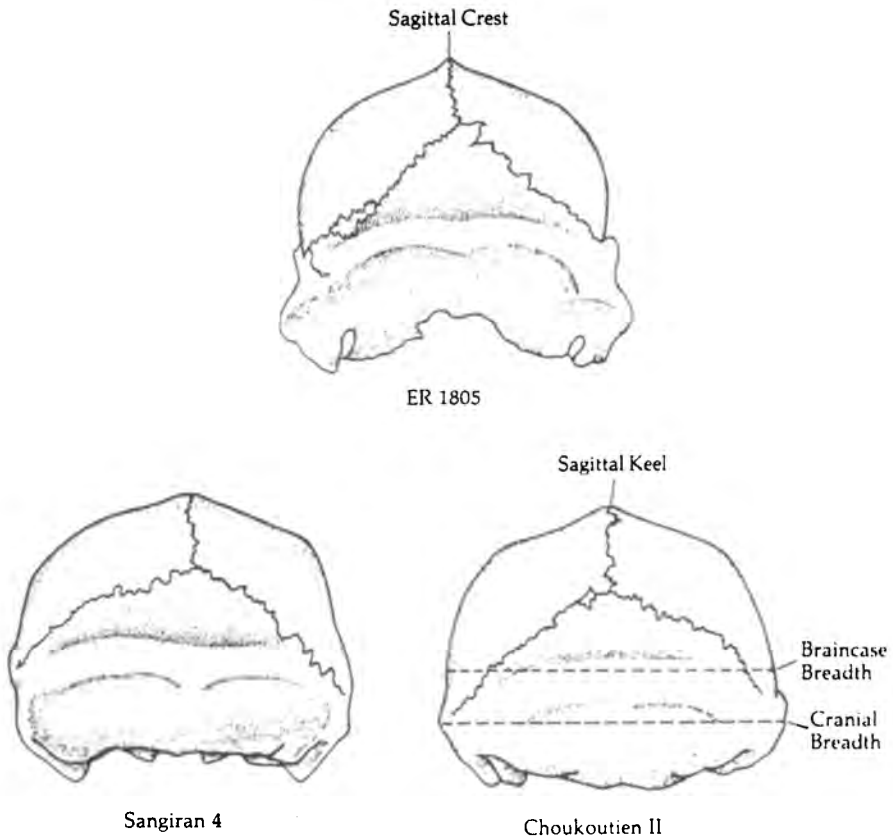 Sagittal Crest
ER 1805
Sagittal Keel
Braincase
Breadth
Cranial
Breadth
Sangiran 4
Choukoutien II